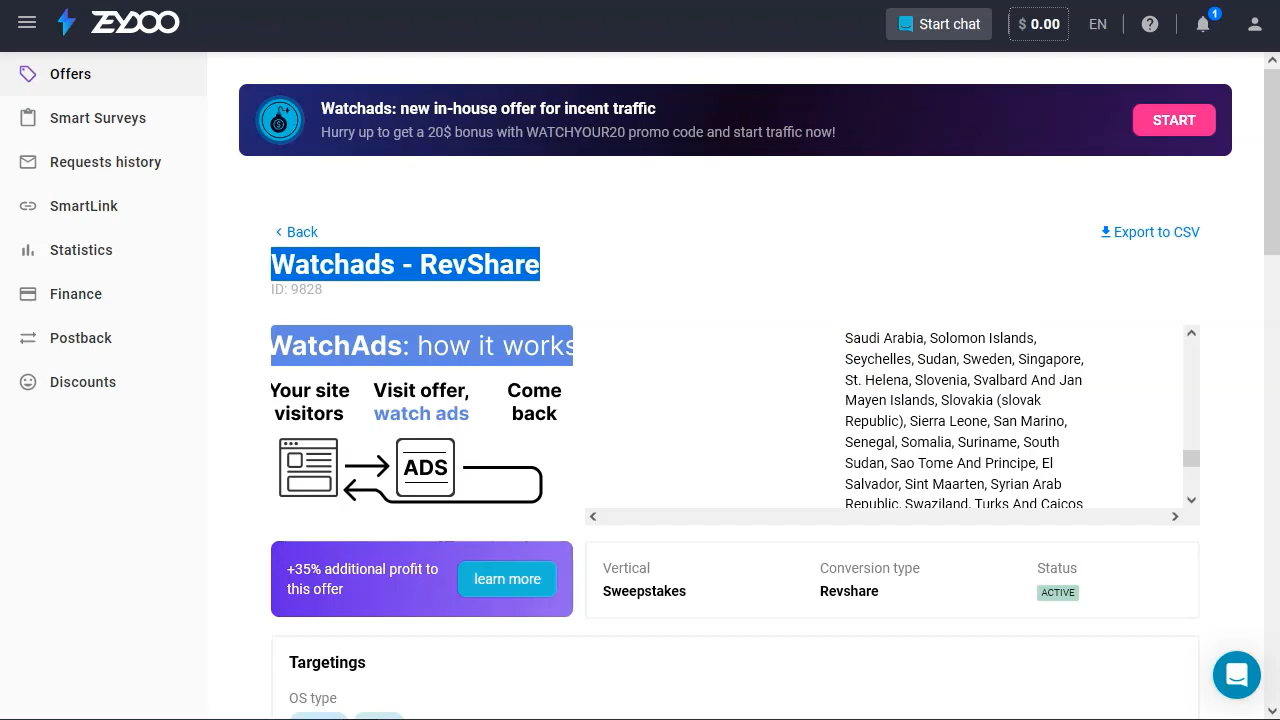 ZEYDOO
Start chat
$ 0.00
EN
1
Offers
Smart Surveys
Requests history
SmartLink
Statistics
Finance
Postback
Discounts
Watchads: new in-house offer for incent traffic
Hurry up to get a 20$ bonus with WATCHYOUR20 promo code and start traffic now!
START
Back
Export to CSV
Watchads - RevShare
ID: 9828
WatchAds: how it works
Your site visitors
Visit offer, watch ads
Come back
ADS
Saudi Arabia, Solomon Islands,
Seychelles, Sudan, Sweden, Singapore,
St. Helena, Slovenia, Svalbard And Jan
Mayen Islands, Slovakia (slovak
Republic), Sierra Leone, San Marino,
Senegal, Somalia, Suriname, South
Sudan, Sao Tome And Principe, El
Salvador, Sint Maarten, Syrian Arab
Republic, Swaziland, Turks And Caicos
+35% additional profit to
this offer
learn more
Vertical
Sweepstakes
Conversion type
Revshare
Status
ACTIVE
Targetings
OS type